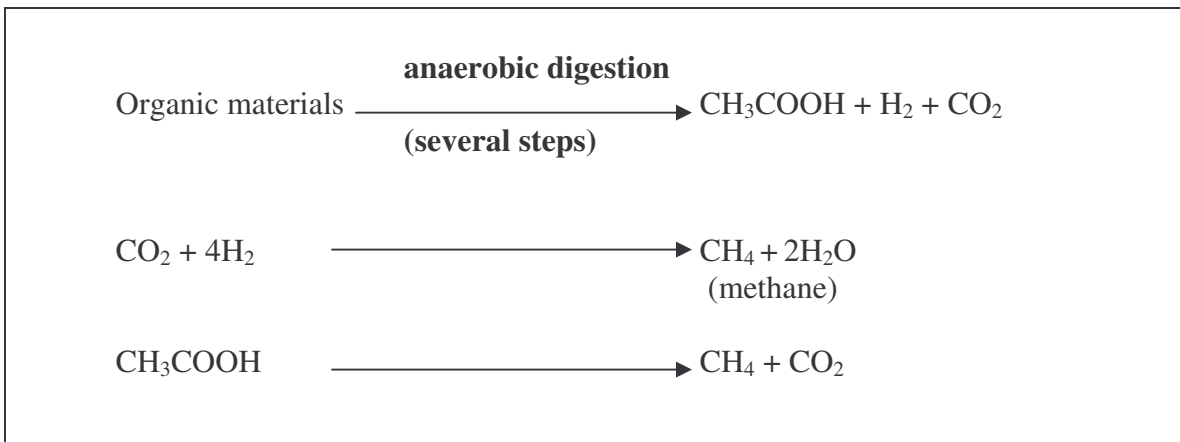 anaerobic digestion
Organic materials CH₃COOH + H₂ + CO₂
(several steps)
CO₂ + 4H₂ CH₄ + 2H₂O
(methane)
CH₃COOH CH₄ + CO₂